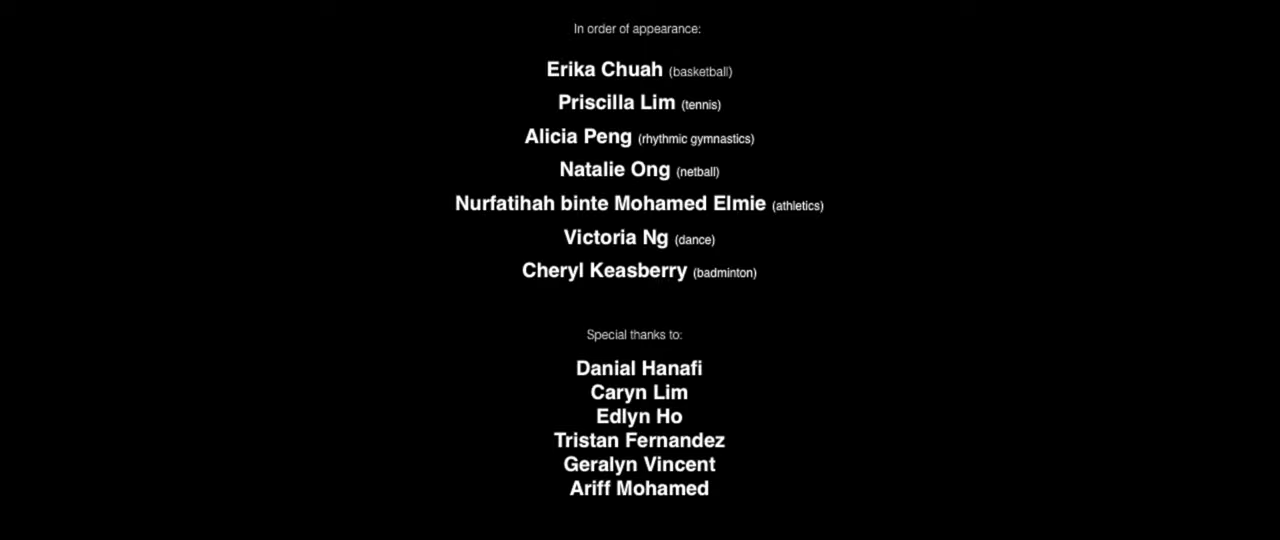 In order of appearance:
Erika Chuah (basketball)
Priscilla Lim (tennis)
Alicia Peng (rhythmic gymnastics)
Natalie Ong (netball)
Nurfatihah binte Mohamed Elmie (athletics)
Victoria Ng (dance)
Cheryl Keasberry (badminton)
Special thanks to:
Danial Hanafi
Caryn Lim
Edlyn Ho
Tristan Fernandez
Geralyn Vincent
Ariff Mohamed